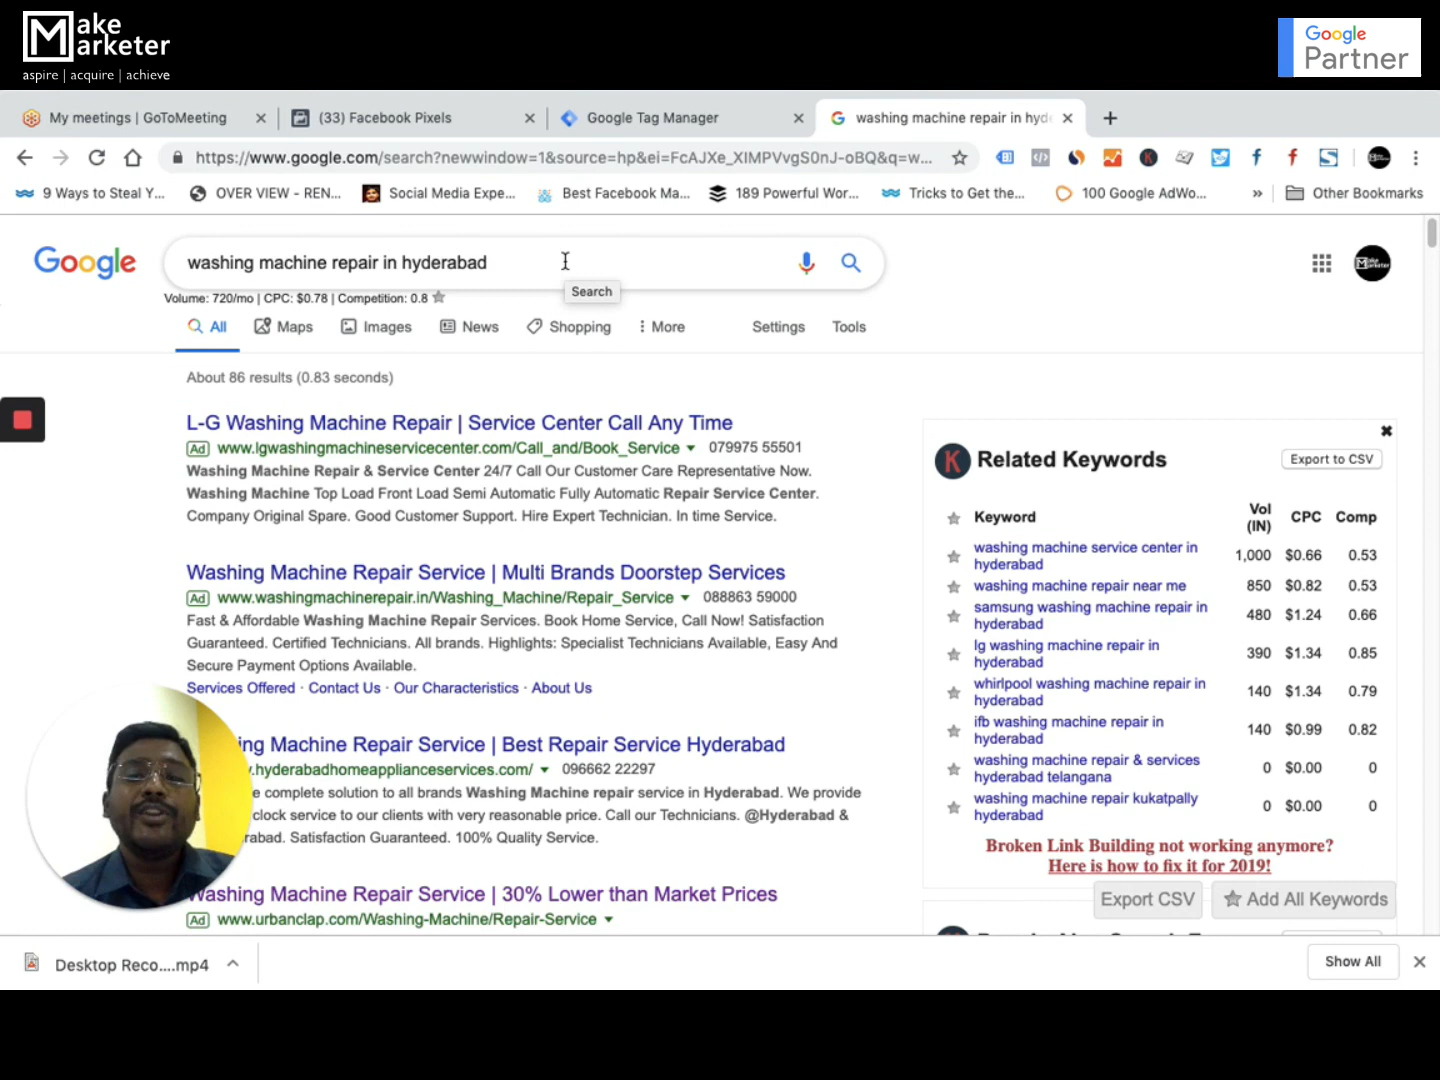 Make
Marketer
aspire | acquire | achieve
Google
Partner
My meetings | GoToMeeting
(33) Facebook Pixels
Google Tag Manager
washing machine repair in hyd
https://www.google.com/search?newwindow=1&source=hp&ei=FcAJXe_XIMPVvgS0nJ-oBQ&q=w...
9 Ways to Steal Y...
OVER VIEW - REN...
Social Media Expe...
Best Facebook Ma...
189 Powerful Wor...
Tricks to Get the...
100 Google AdWo...
»
Other Bookmarks
Google
washing machine repair in hyderabad
Search
Volume: 720/mo | CPC: $0.78 | Competition: 0.8
All
Maps
Images
News
Shopping
More
Settings
Tools
About 86 results (0.83 seconds)
L-G Washing Machine Repair | Service Center Call Any Time
Ad www.lgwashingmachineservicecenter.com/Call_and/Book_Service 079975 55501
Washing Machine Repair & Service Center 24/7 Call Our Customer Care Representative Now.
Washing Machine Top Load Front Load Semi Automatic Fully Automatic Repair Service Center.
Company Original Spare. Good Customer Support. Hire Expert Technician. In time Service.
Washing Machine Repair Service | Multi Brands Doorstep Services
Ad www.washingmachinerepair.in/Washing_Machine/Repair_Service 088863 59000
Fast & Affordable Washing Machine Repair Services. Book Home Service, Call Now! Satisfaction
Guaranteed. Certified Technicians. All brands. Highlights: Specialist Technicians Available, Easy And
Secure Payment Options Available.
Services Offered · Contact Us · Our Characteristics · About Us
ing Machine Repair Service | Best Repair Service Hyderabad
.hyderabadhomeapplianceservices.com/ 096662 22297
e complete solution to all brands Washing Machine repair service in Hyderabad. We provide
clock service to our clients with very reasonable price. Call our Technicians. @Hyderabad &
rabad. Satisfaction Guaranteed. 100% Quality Service.
Washing Machine Repair Service | 30% Lower than Market Prices
Ad www.urbanclap.com/Washing-Machine/Repair-Service
K Related Keywords
Export to CSV
Keyword Vol (IN) CPC Comp
washing machine service center in hyderabad 1,000 $0.66 0.53
washing machine repair near me 850 $0.82 0.53
samsung washing machine repair in hyderabad 480 $1.24 0.66
lg washing machine repair in hyderabad 390 $1.34 0.85
whirlpool washing machine repair in hyderabad 140 $1.34 0.79
ifb washing machine repair in hyderabad 140 $0.99 0.82
washing machine repair & services hyderabad telangana 0 $0.00 0
washing machine repair kukatpally hyderabad 0 $0.00 0
Broken Link Building not working anymore?
Here is how to fix it for 2019!
Export CSV
Add All Keywords
Desktop Reco....mp4
Show All